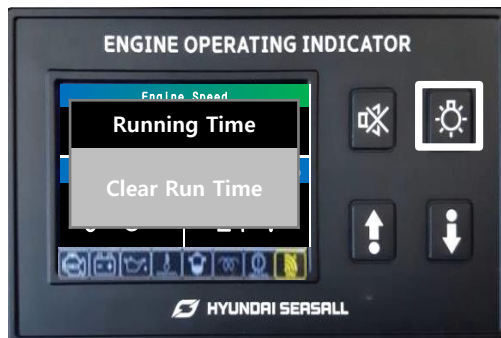 ENGINE OPERATING INDICATOR
Engine Speed
Running Time
Clear Run Time
HYUNDAI SEASALL